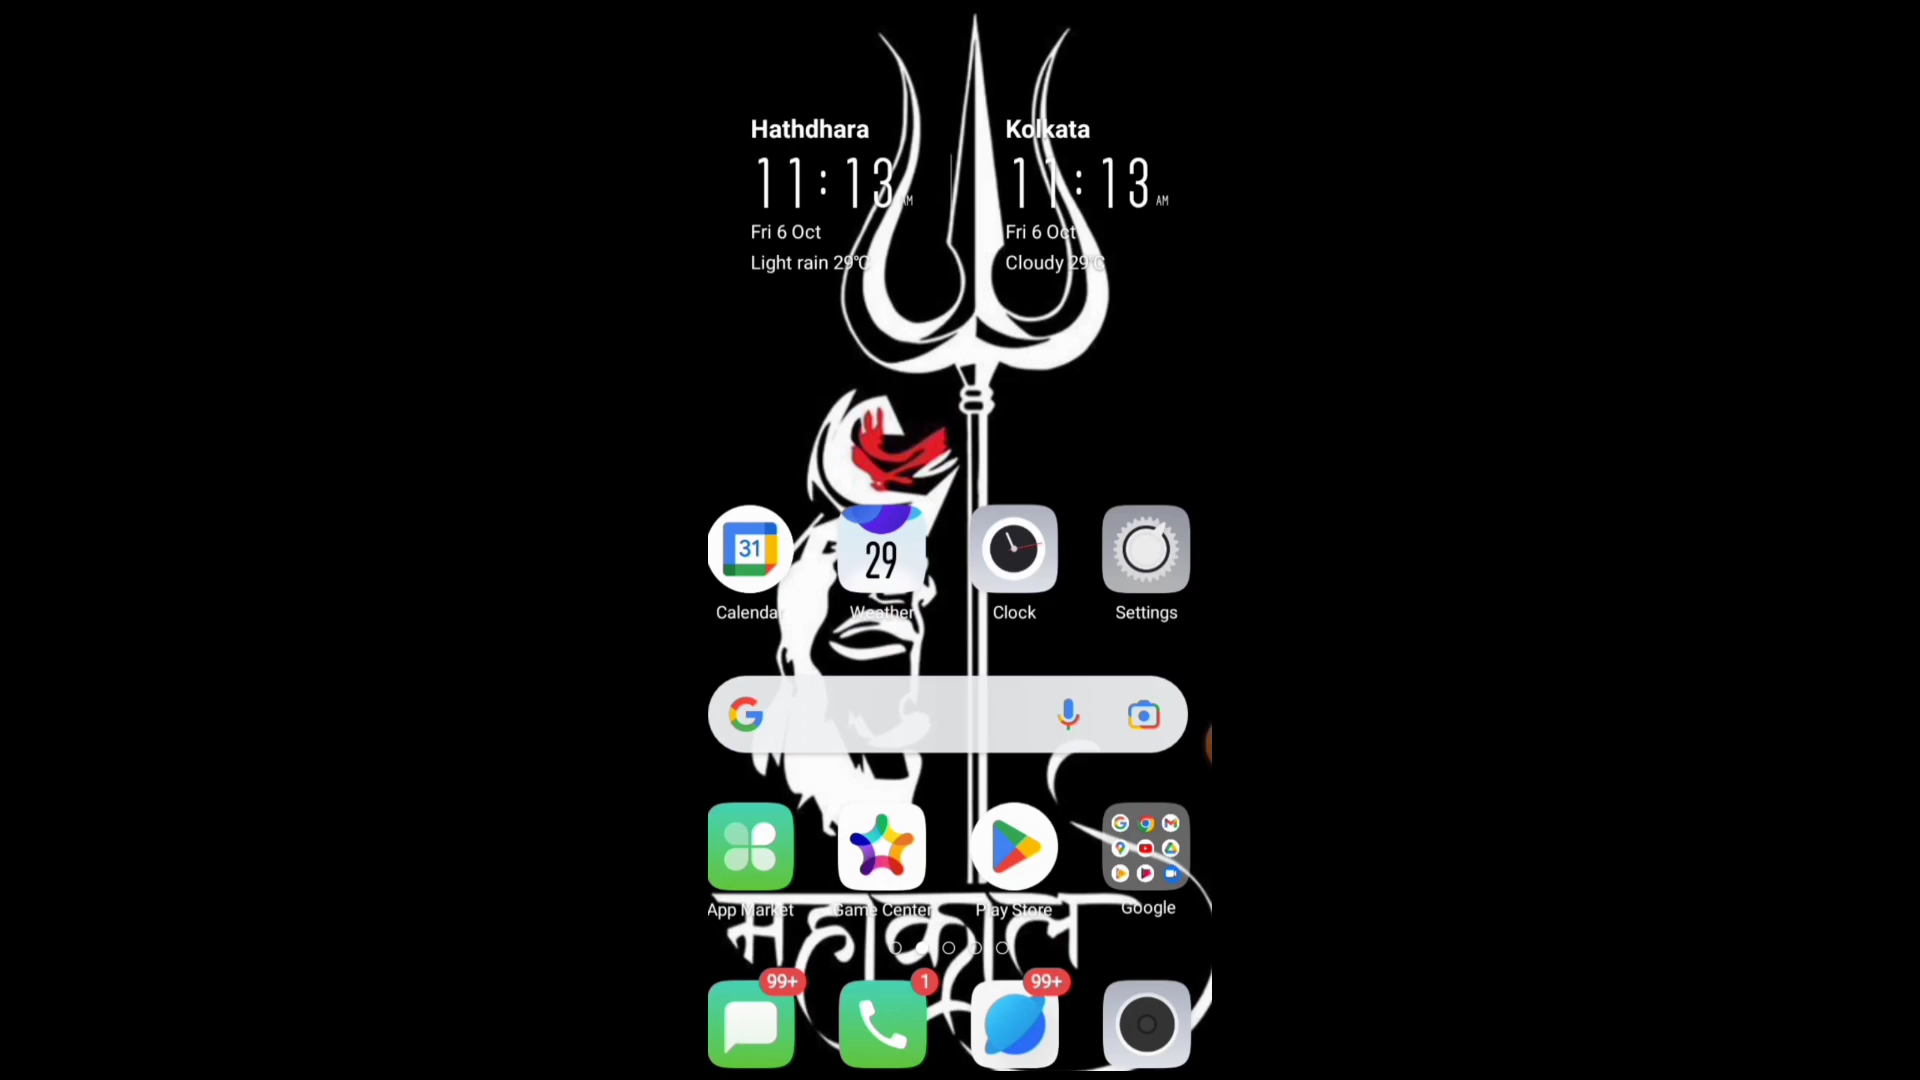 Hathdhara Kolkata
11:13 AM 11:13 AM
Fri 6 Oct Fri 6 Oct
Light rain 29°C Cloudy 29°C
31 29
Calendar Weather Clock Settings
App Market Game Center Play Store Google
महाकाल
99+ 1 99+